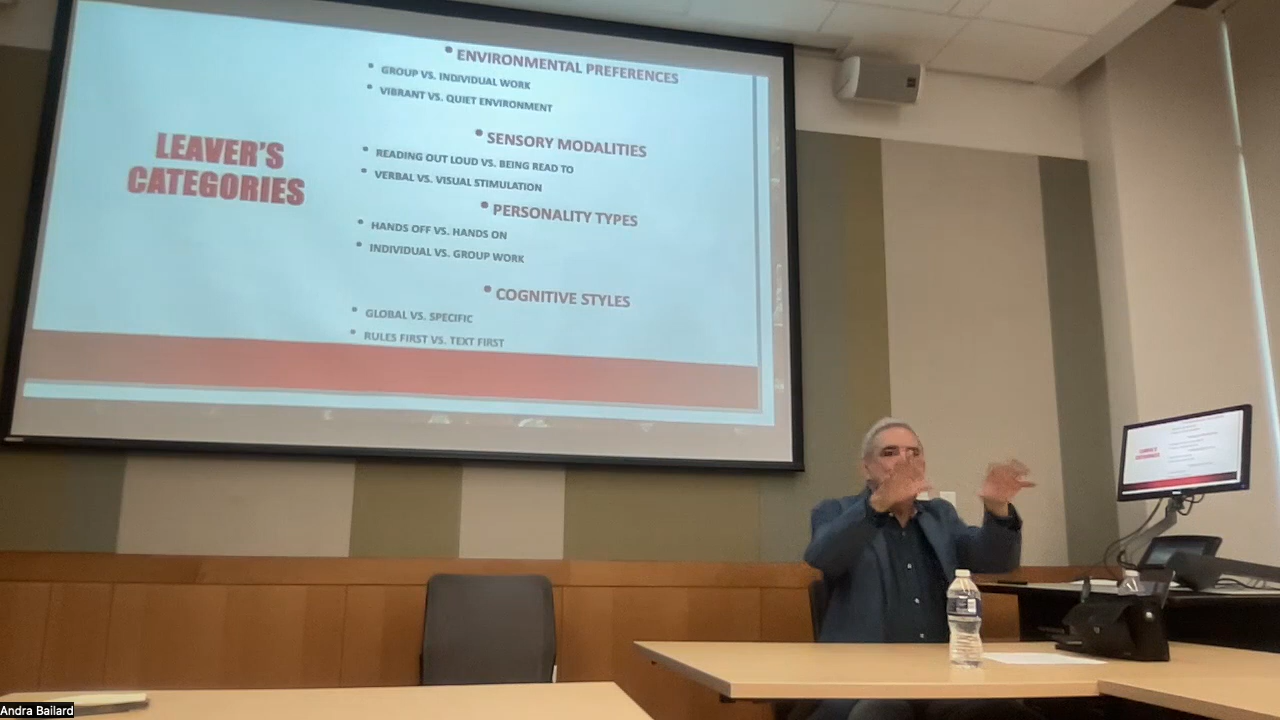 LEAVER'S
CATEGORIES
• ENVIRONMENTAL PREFERENCES
• GROUP VS. INDIVIDUAL WORK
• VIBRANT VS. QUIET ENVIRONMENT
• SENSORY MODALITIES
• READING OUT LOUD VS. BEING READ TO
• VERBAL VS. VISUAL STIMULATION
• PERSONALITY TYPES
• HANDS OFF VS. HANDS ON
• INDIVIDUAL VS. GROUP WORK
• COGNITIVE STYLES
• GLOBAL VS. SPECIFIC
• RULES FIRST VS. TEXT FIRST
LEAVER'S
CATEGORIES
Andra Bailard